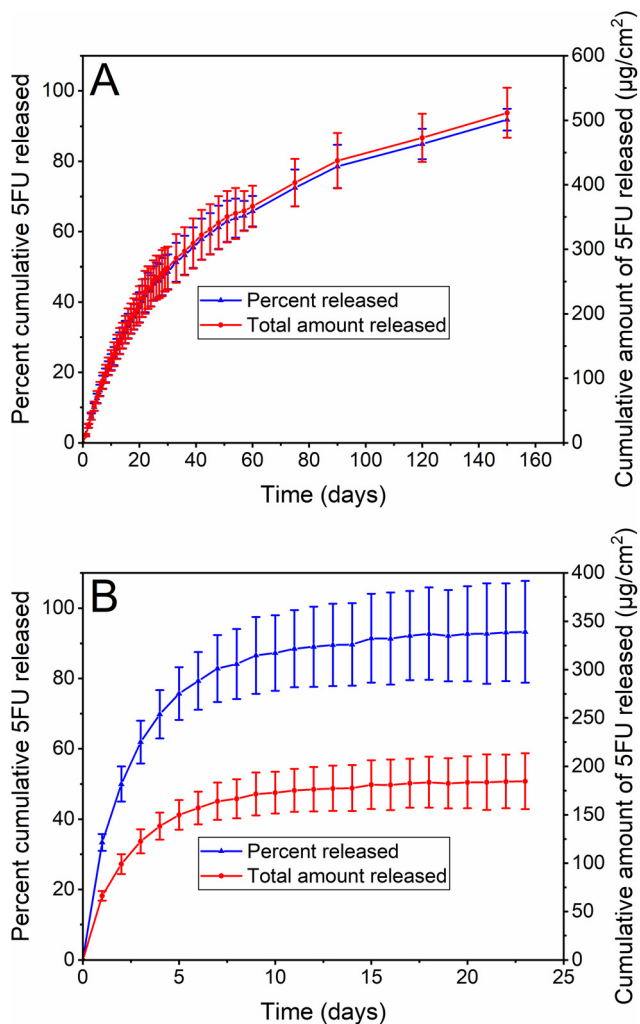 A
Percent cumulative 5FU released
100
80
60
40
20
0
600
500
400
300
200
100
0
Cumulative amount of 5FU released (µg/cm²)
Percent released
Total amount released
0 20 40 60 80 100 120 140 160
Time (days)
B
Percent cumulative 5FU released
100
80
60
40
20
0
400
350
300
250
200
150
100
50
0
Cumulative amount of 5FU released (µg/cm²)
Percent released
Total amount released
0 5 10 15 20 25
Time (days)